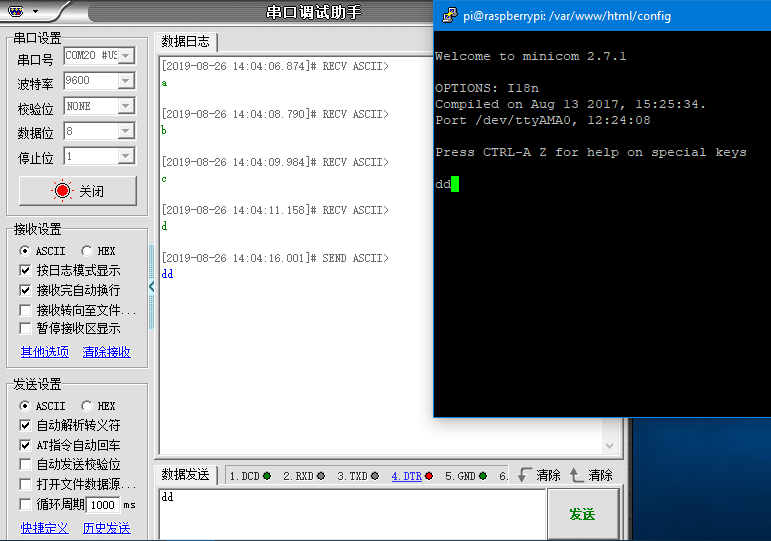 串口调试助手
串口设置
串口号 COM20 #US
波特率 9600
校验位 NONE
数据位 8
停止位 1
关闭
接收设置
ASCII HEX
按日志模式显示
接收完自动换行
接收转向至文件...
暂停接收区显示
其他选项 清除接收
发送设置
ASCII HEX
自动解析转义符
AT指令自动回车
自动发送校验位
打开文件数据源...
循环周期 1000 ms
快捷定义 历史发送
数据日志
[2019-08-26 14:04:06.874]# RECV ASCII>
a
[2019-08-26 14:04:08.790]# RECV ASCII>
b
[2019-08-26 14:04:09.984]# RECV ASCII>
c
[2019-08-26 14:04:11.158]# RECV ASCII>
d
[2019-08-26 14:04:16.001]# SEND ASCII>
dd
数据发送 1.DCD 2.RXD 3.TXD 4.DTR 5.GND 6. 清除 清除
dd
发送
pi@raspberrypi: /var/www/html/config
Welcome to minicom 2.7.1
OPTIONS: I18n
Compiled on Aug 13 2017, 15:25:34.
Port /dev/ttyAMA0, 12:24:08
Press CTRL-A Z for help on special keys
dd